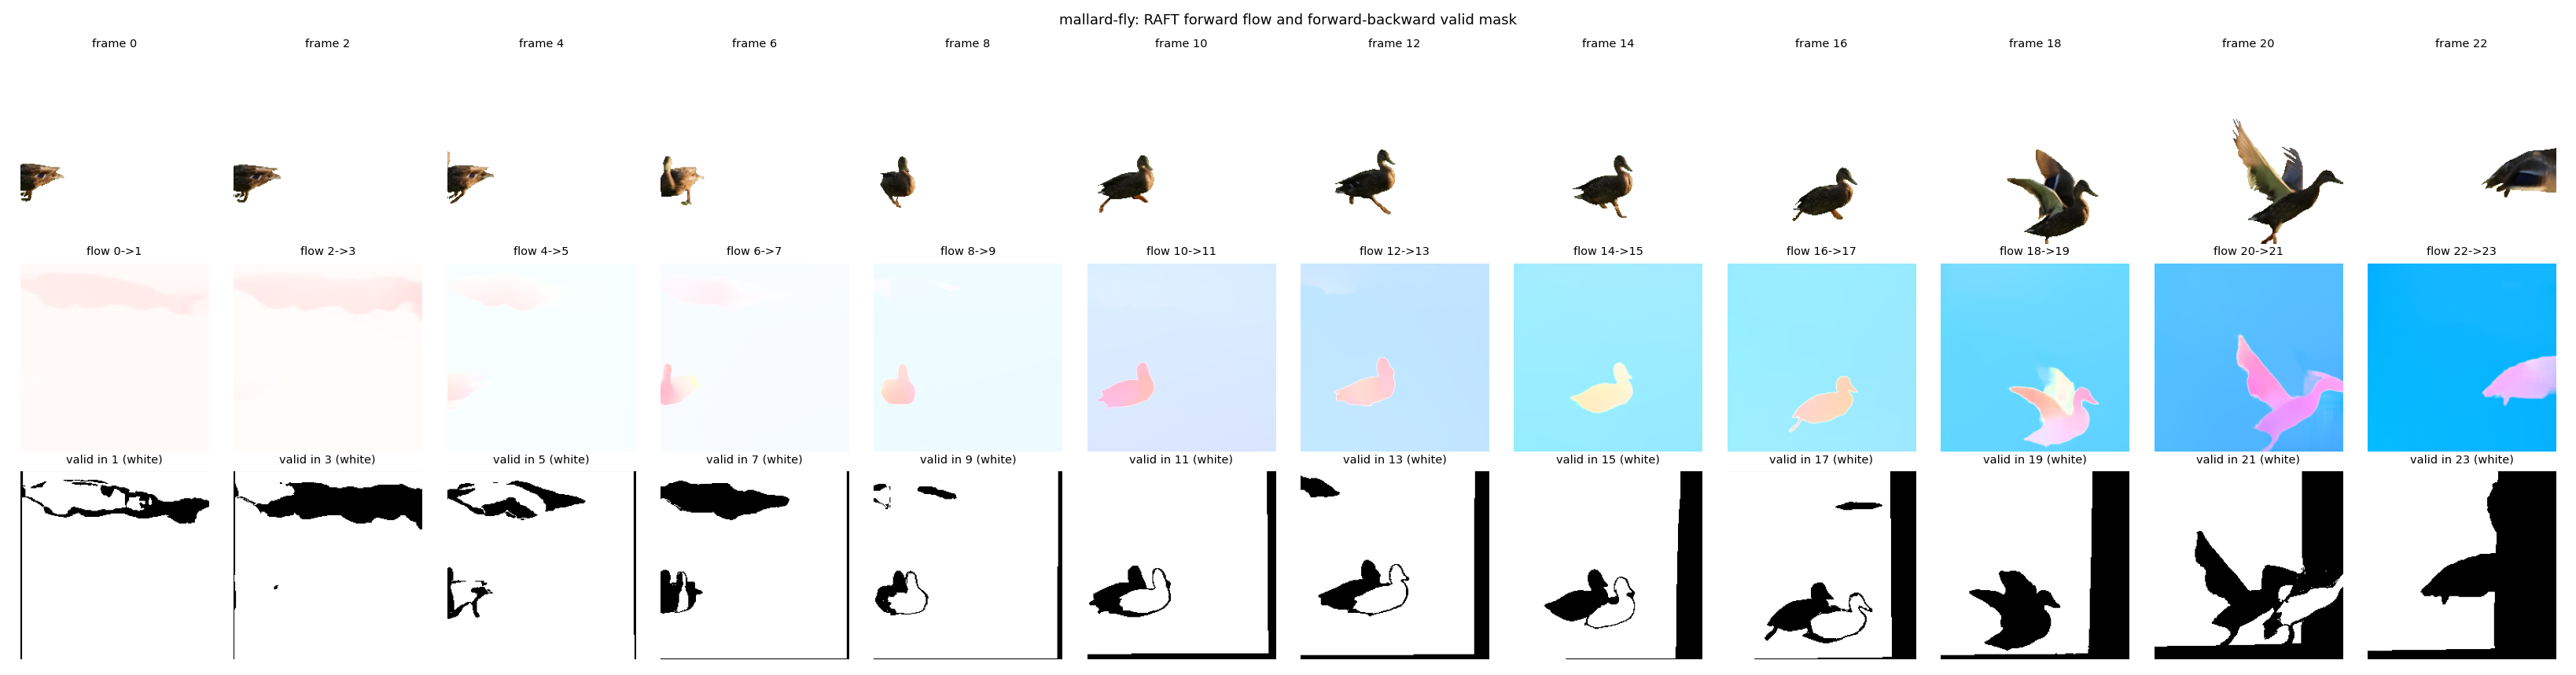 mallard-fly: RAFT forward flow and forward-backward valid mask
frame 0 frame 2 frame 4 frame 6 frame 8 frame 10 frame 12 frame 14 frame 16 frame 18 frame 20 frame 22
flow 0->1 flow 2->3 flow 4->5 flow 6->7 flow 8->9 flow 10->11 flow 12->13 flow 14->15 flow 16->17 flow 18->19 flow 20->21 flow 22->23
valid in 1 (white) valid in 3 (white) valid in 5 (white) valid in 7 (white) valid in 9 (white) valid in 11 (white) valid in 13 (white) valid in 15 (white) valid in 17 (white) valid in 19 (white) valid in 21 (white) valid in 23 (white)